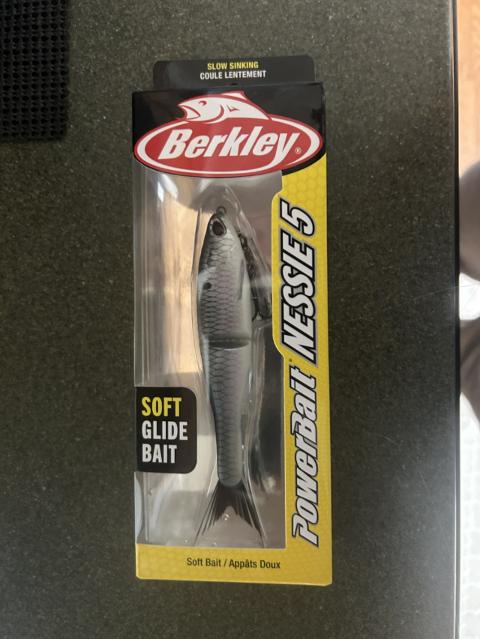 SLOW SINKING
COULE LENTEMENT
Berkley®
PowerBait® NESSIE 5
SOFT
GLIDE
BAIT
Soft Bait / Appâts Doux